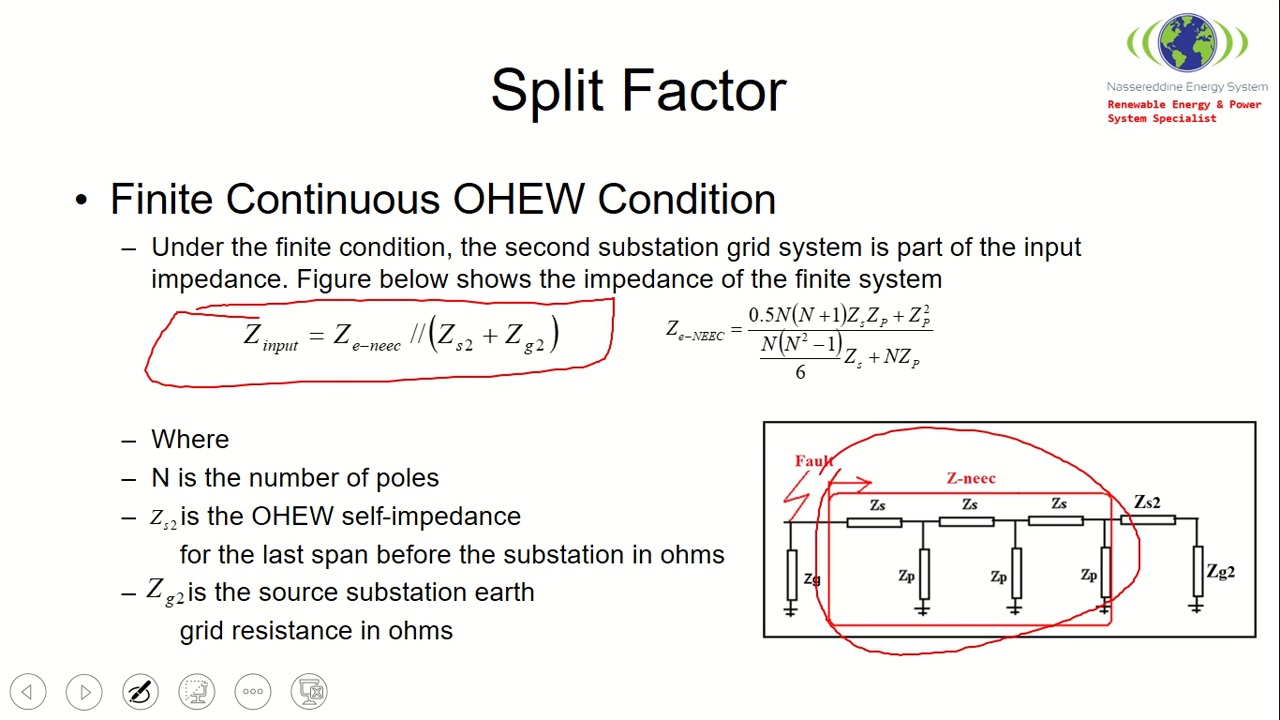 Nassereddine Energy System
Renewable Energy & Power
System Specialist
Split Factor
• Finite Continuous OHEW Condition
– Under the finite condition, the second substation grid system is part of the input
impedance. Figure below shows the impedance of the finite system
Z_input = Z_e−neec //(Z_s2 + Z_g2)
Z_e−NEEC = (0.5N(N+1)Z_sZ_P + Z_P^2) / ((N(N^2−1)/6)Z_s + NZ_P)
– Where
– N is the number of poles
– Z_s2 is the OHEW self-impedance
for the last span before the substation in ohms
– Z_g2 is the source substation earth
grid resistance in ohms
Fault
Z-neec
Zs Zs Zs Zs2
Zg Zp Zp Zp Zg2